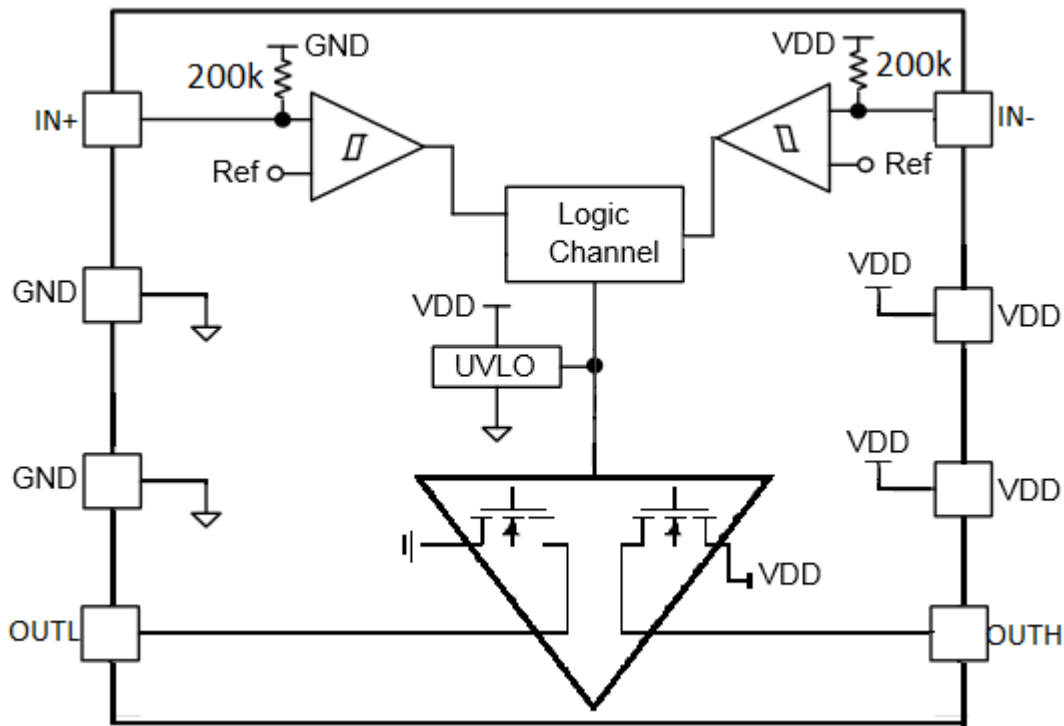 GND
VDD
200k
200k
IN+
IN-
Ref
Ref
Logic
Channel
GND
VDD
VDD
VDD
UVLO
GND
VDD
VDD
VDD
OUTL
OUTH